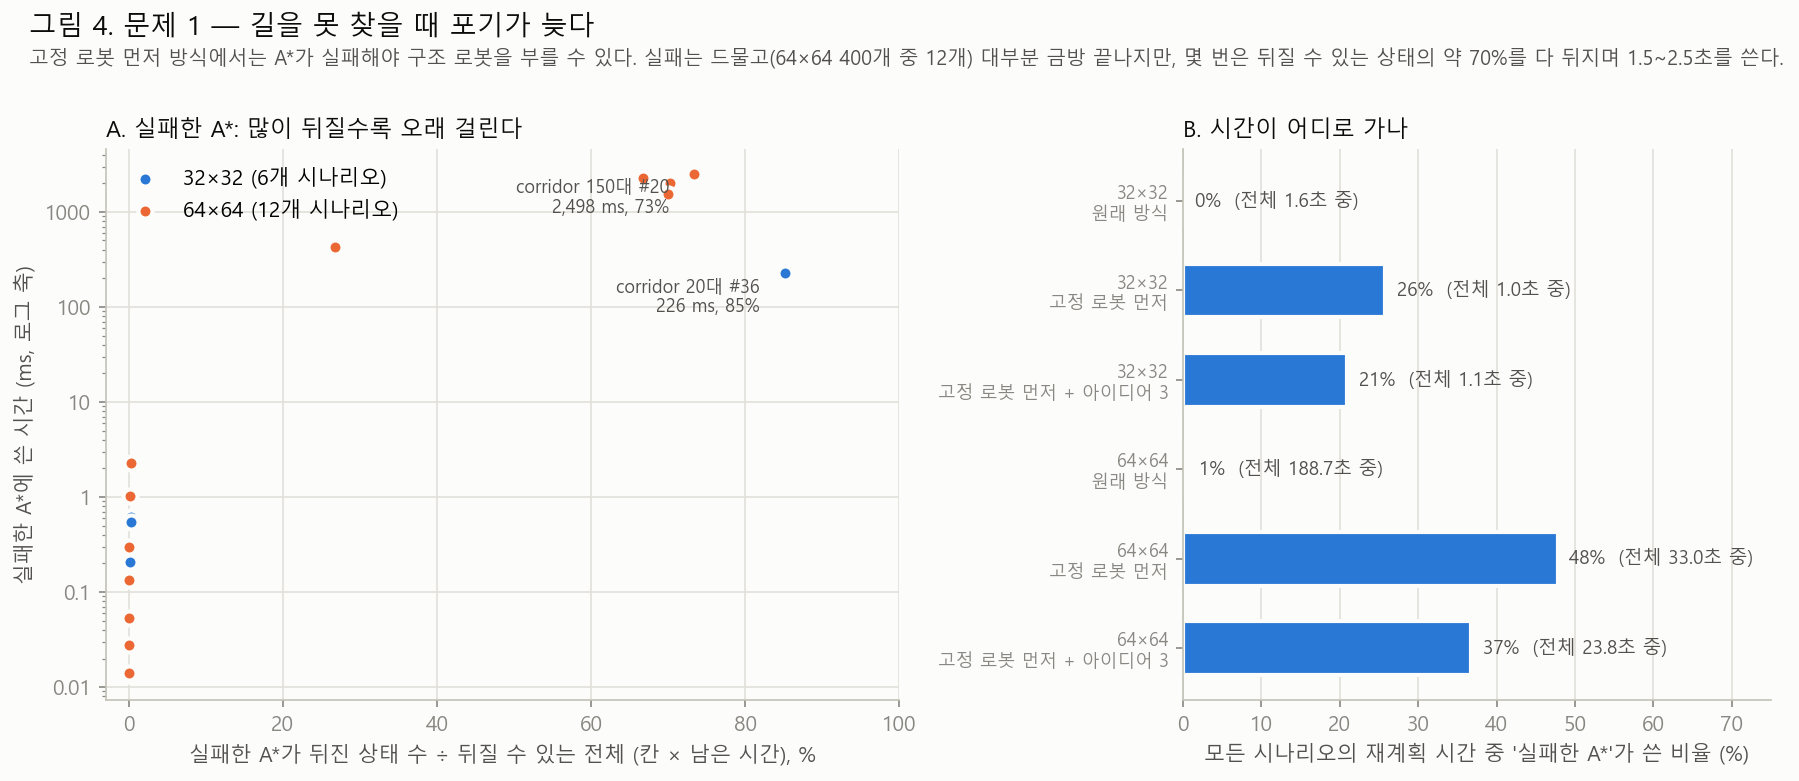 그림 4. 문제 1 — 길을 못 찾을 때 포기가 늦다
고정 로봇 먼저 방식에서는 A*가 실패해야 구조 로봇을 부를 수 있다. 실패는 드물고(64×64 400개 중 12개) 대부분 금방 끝나지만, 몇 번은 뒤질 수 있는 상태의 약 70%를 다 뒤지며 1.5~2.5초를 쓴다.
A. 실패한 A*: 많이 뒤질수록 오래 걸린다
32×32 (6개 시나리오)
64×64 (12개 시나리오)
corridor 150대 #20
2,498 ms, 73%
corridor 20대 #36
226 ms, 85%
1000
100
10
1
0.1
0.01
실패한 A*에 쓴 시간 (ms, 로그 축)
0 20 40 60 80 100
실패한 A*가 뒤진 상태 수 ÷ 뒤질 수 있는 전체 (칸 × 남은 시간), %
B. 시간이 어디로 가나
32×32
원래 방식
0% (전체 1.6초 중)
32×32
고정 로봇 먼저
26% (전체 1.0초 중)
32×32
고정 로봇 먼저 + 아이디어 3
21% (전체 1.1초 중)
64×64
원래 방식
1% (전체 188.7초 중)
64×64
고정 로봇 먼저
48% (전체 33.0초 중)
64×64
고정 로봇 먼저 + 아이디어 3
37% (전체 23.8초 중)
0 10 20 30 40 50 60 70
모든 시나리오의 재계획 시간 중 '실패한 A*'가 쓴 비율 (%)